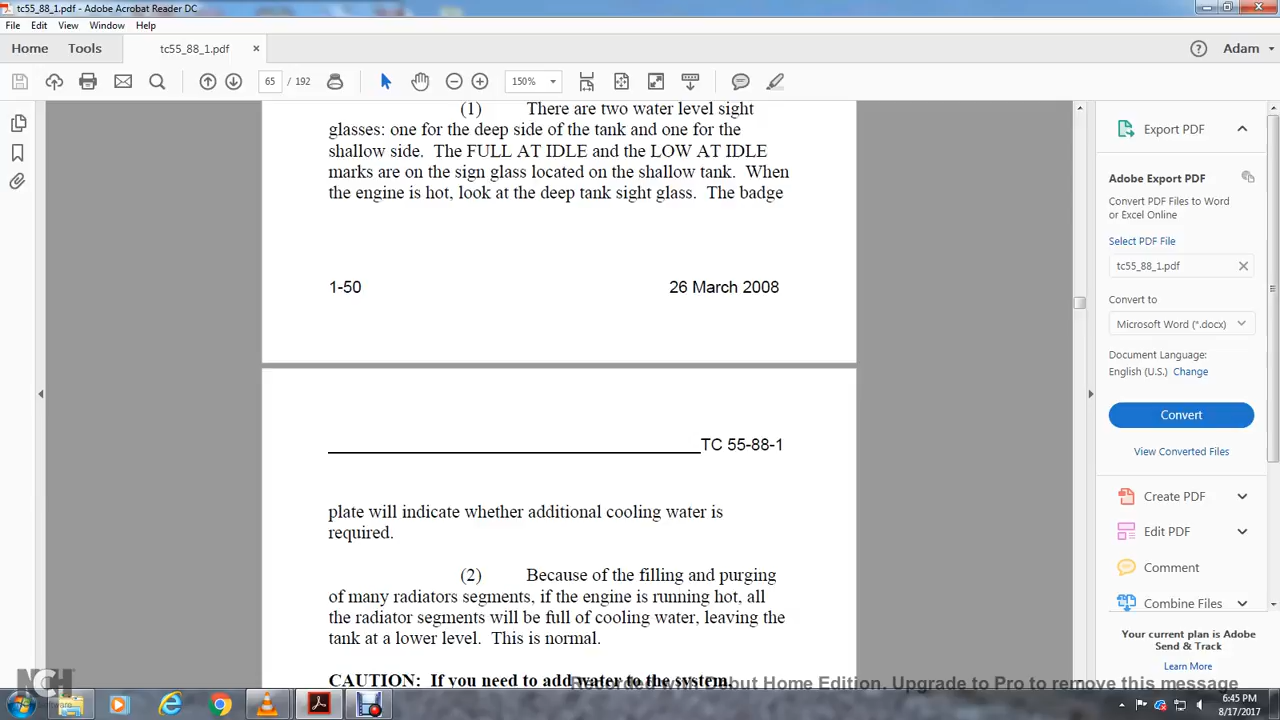 tc55_88_1.pdf - Adobe Acrobat Reader DC
File Edit View Window Help
Home Tools tc55_88_1.pdf ×
Adam
65 / 192 150%
(1) There are two water level sight
glasses: one for the deep side of the tank and one for the
shallow side. The FULL AT IDLE and the LOW AT IDLE
marks are on the sign glass located on the shallow tank. When
the engine is hot, look at the deep tank sight glass. The badge
1-50 26 March 2008
TC 55-88-1
plate will indicate whether additional cooling water is
required.
(2) Because of the filling and purging
of many radiators segments, if the engine is running hot, all
the radiator segments will be full of cooling water, leaving the
tank at a lower level. This is normal.
CAUTION: If you need to add water to the system,
Export PDF
Adobe Export PDF
Convert PDF Files to Word
or Excel Online
Select PDF File
tc55_88_1.pdf
Convert to
Microsoft Word (*.docx)
Document Language:
English (U.S.) Change
Convert
View Converted Files
Create PDF
Edit PDF
Comment
Combine Files
Your current plan is Adobe
Send & Track
Learn More
NCH
Recorded with Debut Home Edition. Upgrade to Pro to remove this message
6:45 PM
8/17/2017